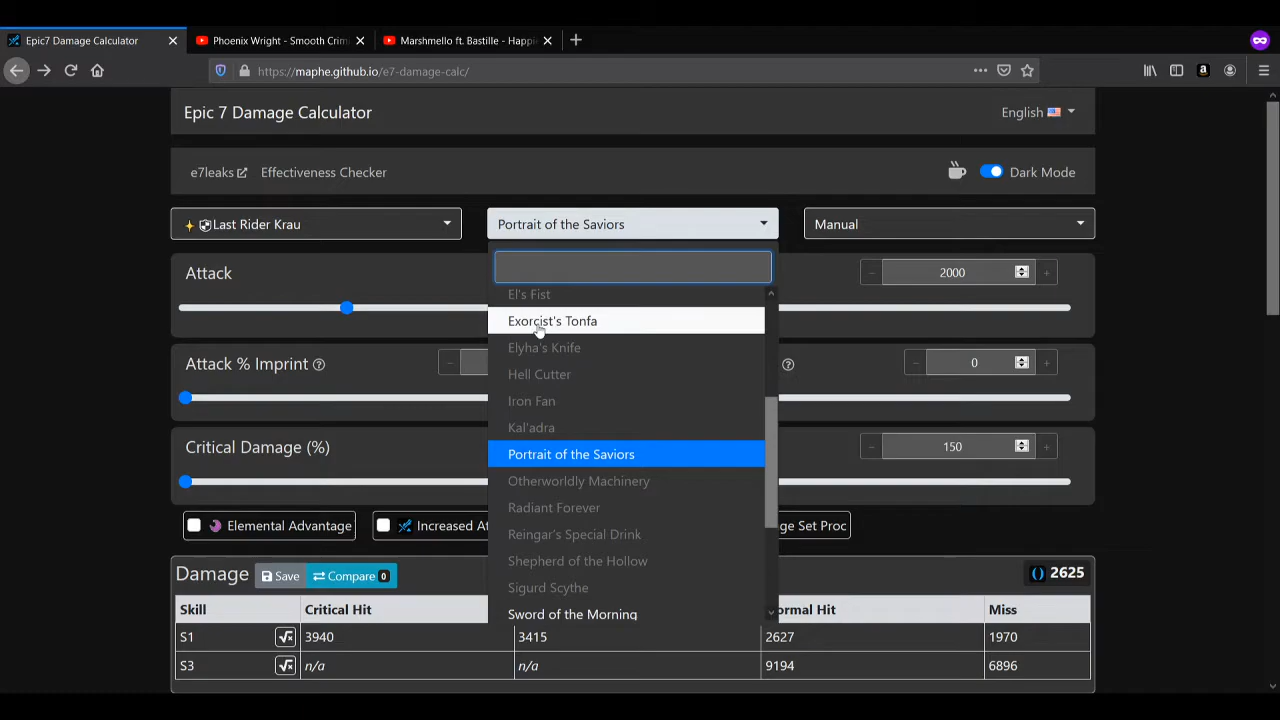 Epic7 Damage Calculator
Phoenix Wright - Smooth Crim
Marshmello ft. Bastille - Happi
https://maphe.github.io/e7-damage-calc/
Epic 7 Damage Calculator
English
e7leaks
Effectiveness Checker
Dark Mode
Last Rider Krau
Portrait of the Saviors
Manual
Attack
2000
El's Fist
Exorcist's Tonfa
Elyha's Knife
Attack % Imprint
0
Hell Cutter
Iron Fan
Kal'adra
Critical Damage (%)
150
Portrait of the Saviors
Otherworldly Machinery
Radiant Forever
Elemental Advantage
Increased At
ge Set Proc
Reingar's Special Drink
Shepherd of the Hollow
Sigurd Scythe
Sword of the Morning
Damage
Save
Compare 0
2625
Skill
Critical Hit
ormal Hit
Miss
S1
3940
3415
2627
1970
S3
n/a
n/a
9194
6896